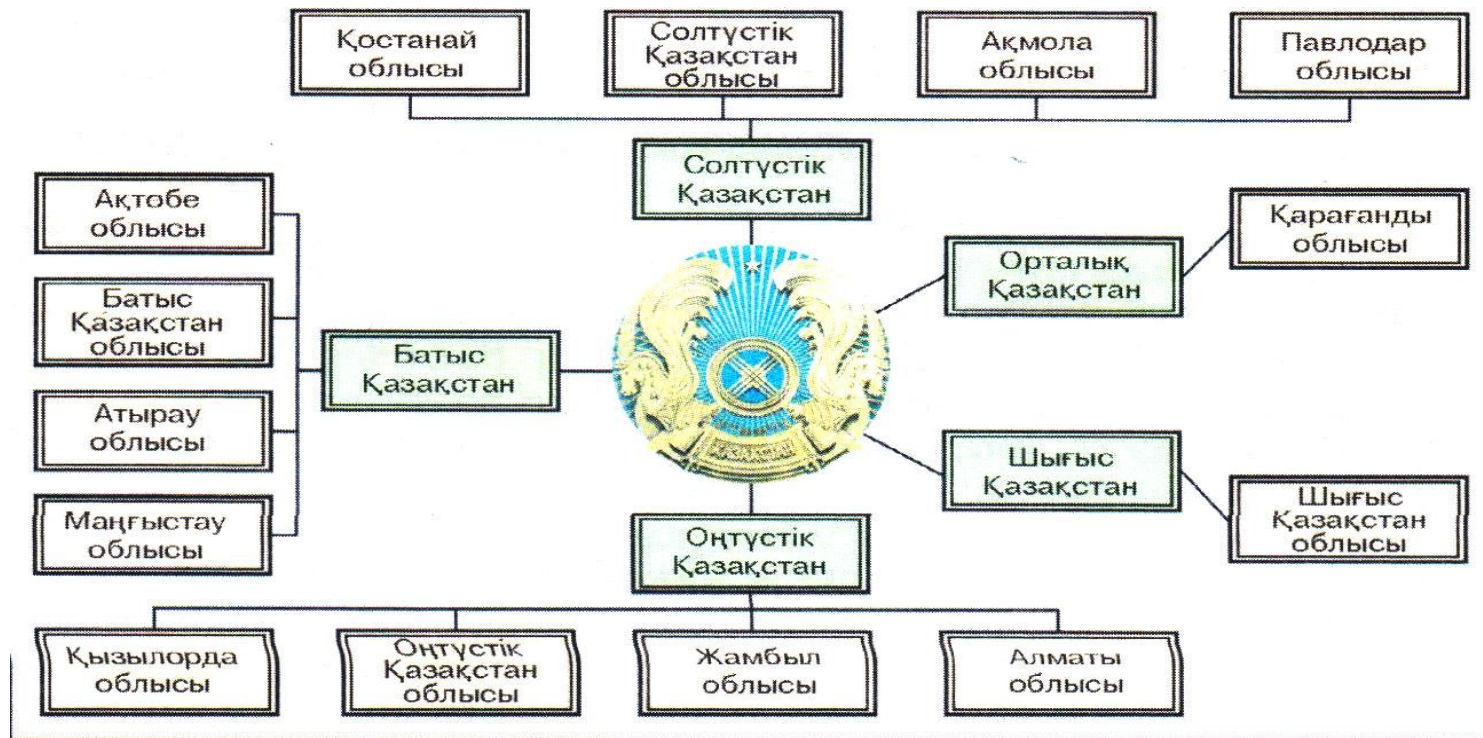 Қостанай
облысы
Солтүстік
Қазақстан
облысы
Ақмола
облысы
Павлодар
облысы
Солтүстік
Қазақстан
Ақтобе
облысы
Батыс
Қазақстан
облысы
Атырау
облысы
Маңғыстау
облысы
Батыс
Қазақстан
Орталық
Қазақстан
Қарағанды
облысы
Шығыс
Қазақстан
Шығыс
Қазақстан
облысы
Оңтүстік
Қазақстан
Қызылорда
облысы
Оңтүстік
Қазақстан
облысы
Жамбыл
облысы
Алматы
облысы